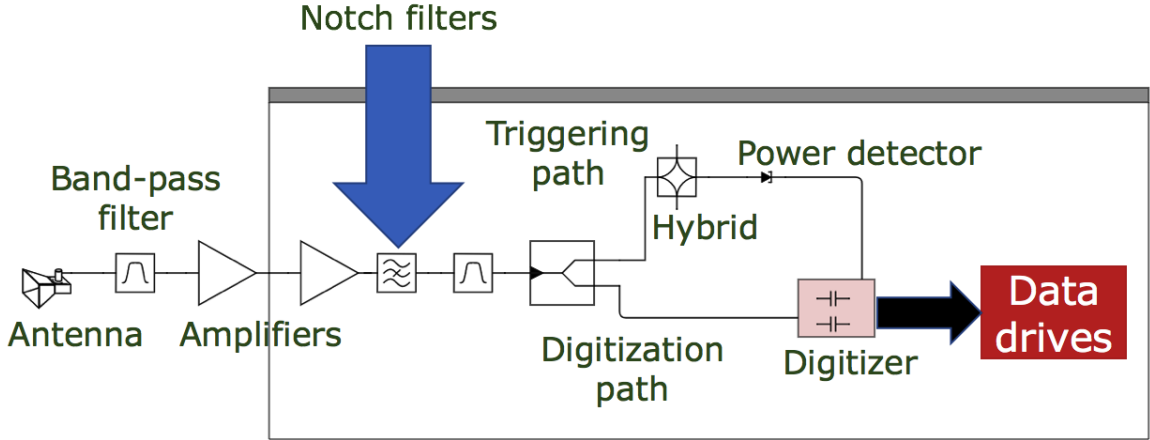 Notch filters
Triggering
path
Power detector
Band-pass
filter
Hybrid
Antenna
Amplifiers
Digitization
path
Digitizer
Data
drives